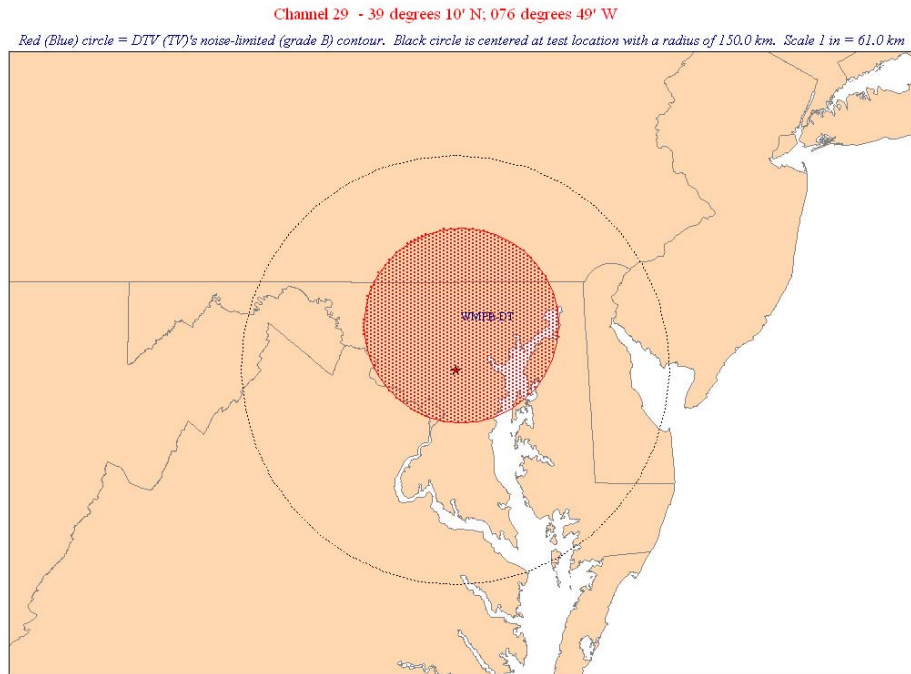 Channel 29 - 39 degrees 10' N; 076 degrees 49' W
Red (Blue) circle = DTV (TV)'s noise-limited (grade B) contour. Black circle is centered at test location with a radius of 150.0 km. Scale 1 in = 61.0 km
WMPB-DT